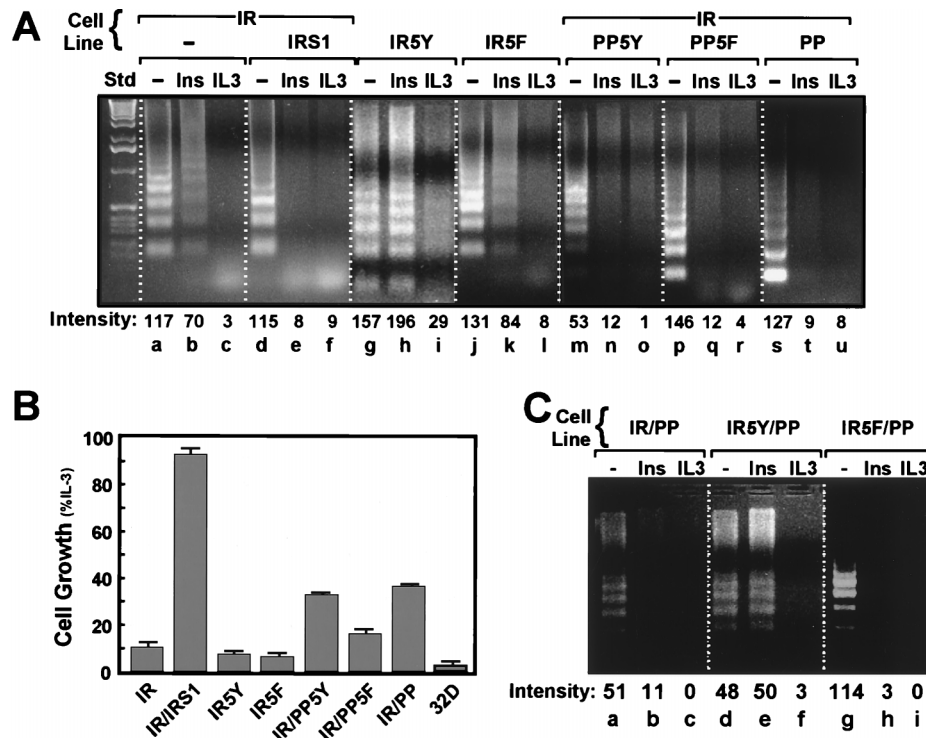 A
Cell Line { IR IR
– IRS1 IR5Y IR5F PP5Y PP5F PP
Std – Ins IL3 – Ins IL3 – Ins IL3 – Ins IL3 – Ins IL3 – Ins IL3 – Ins IL3
Intensity: 117 70 3 115 8 9 157 196 29 131 84 8 53 12 1 146 12 4 127 9 8
a b c d e f g h i j k l m n o p q r s t u
B
Cell Growth (%IL-3)
100
80
60
40
20
0
IR IR/IRS1 IR5Y IR5F IR/PP5Y IR/PP5F IR/PP 32D
C
Cell Line { IR/PP IR5Y/PP IR5F/PP
- Ins IL3 - Ins IL3 - Ins IL3
Intensity: 51 11 0 48 50 3 114 3 0
a b c d e f g h i